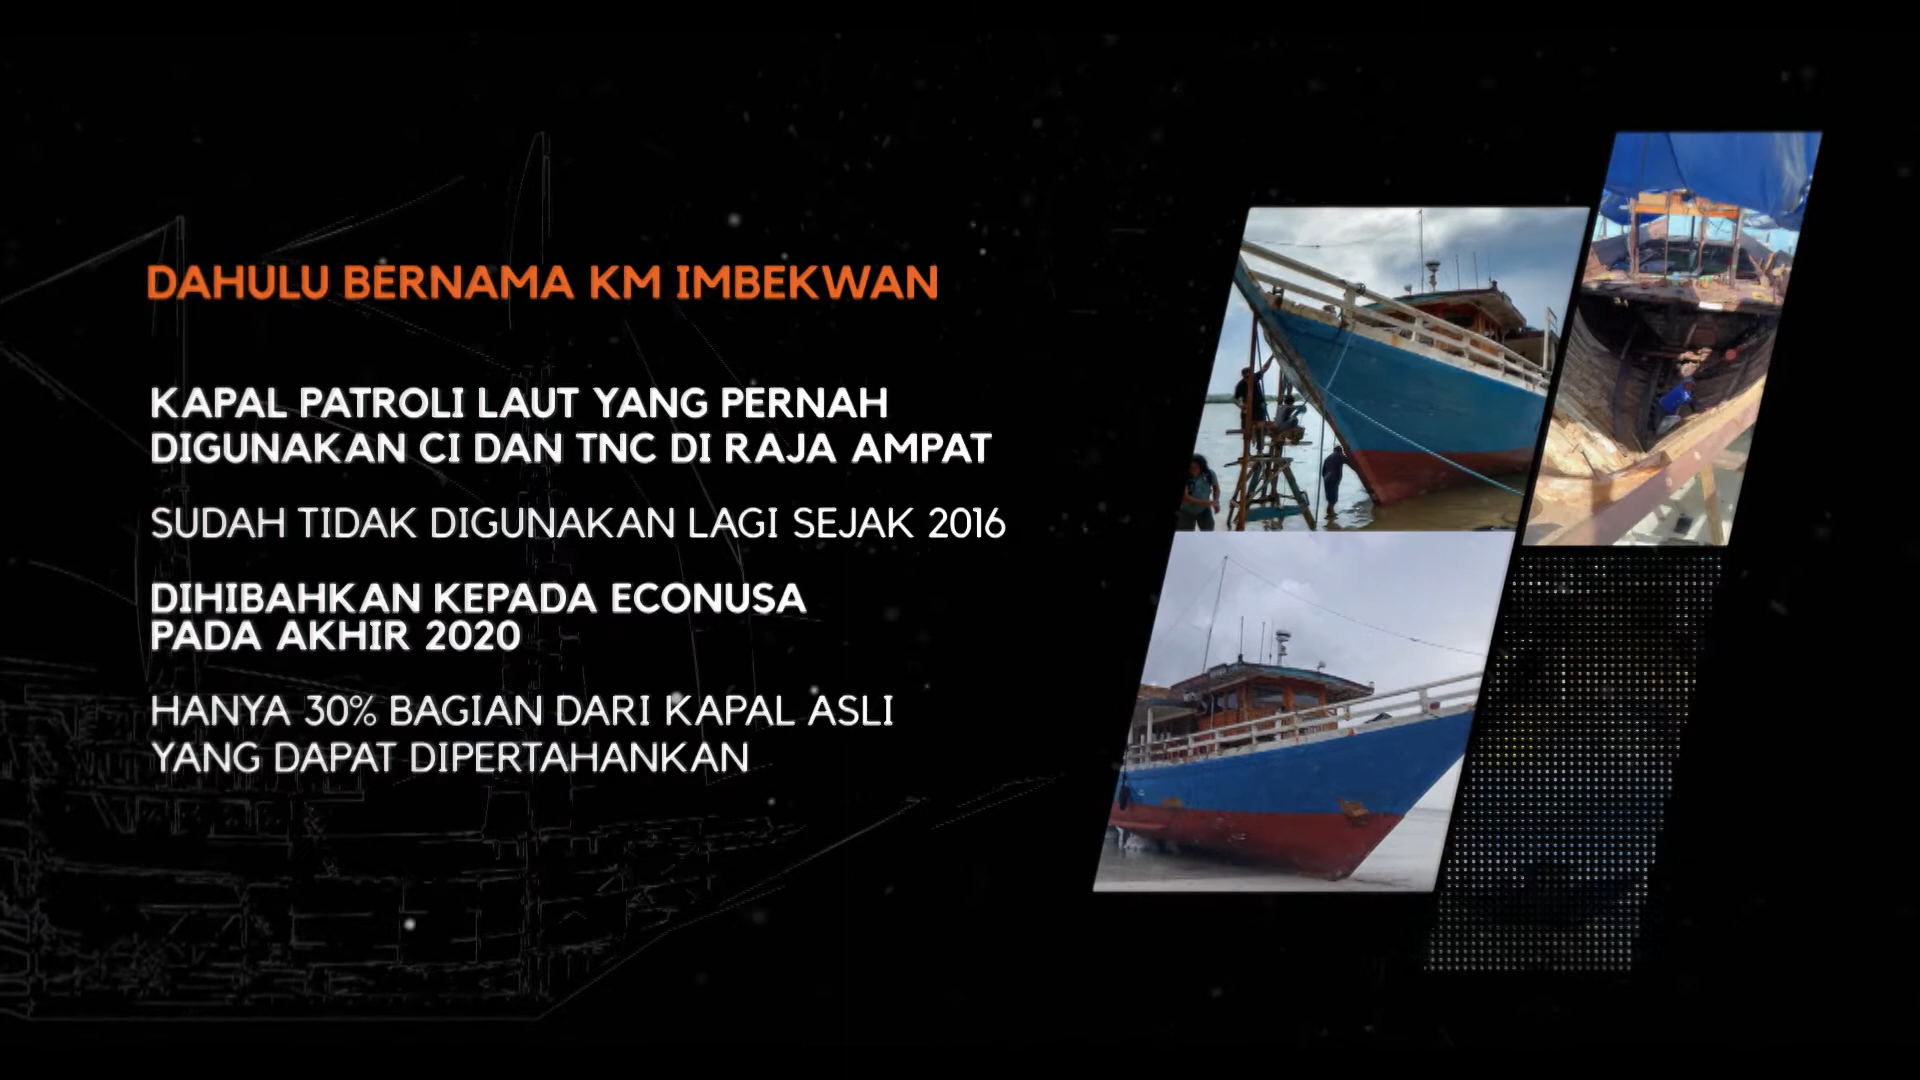 DAHULU BERNAMA KM IMBEKWAN
KAPAL PATROLI LAUT YANG PERNAH
DIGUNAKAN CI DAN TNC DI RAJA AMPAT
SUDAH TIDAK DIGUNAKAN LAGI SEJAK 2016
DIHIBAHKAN KEPADA ECONUSA
PADA AKHIR 2020
HANYA 30% BAGIAN DARI KAPAL ASLI
YANG DAPAT DIPERTAHANKAN